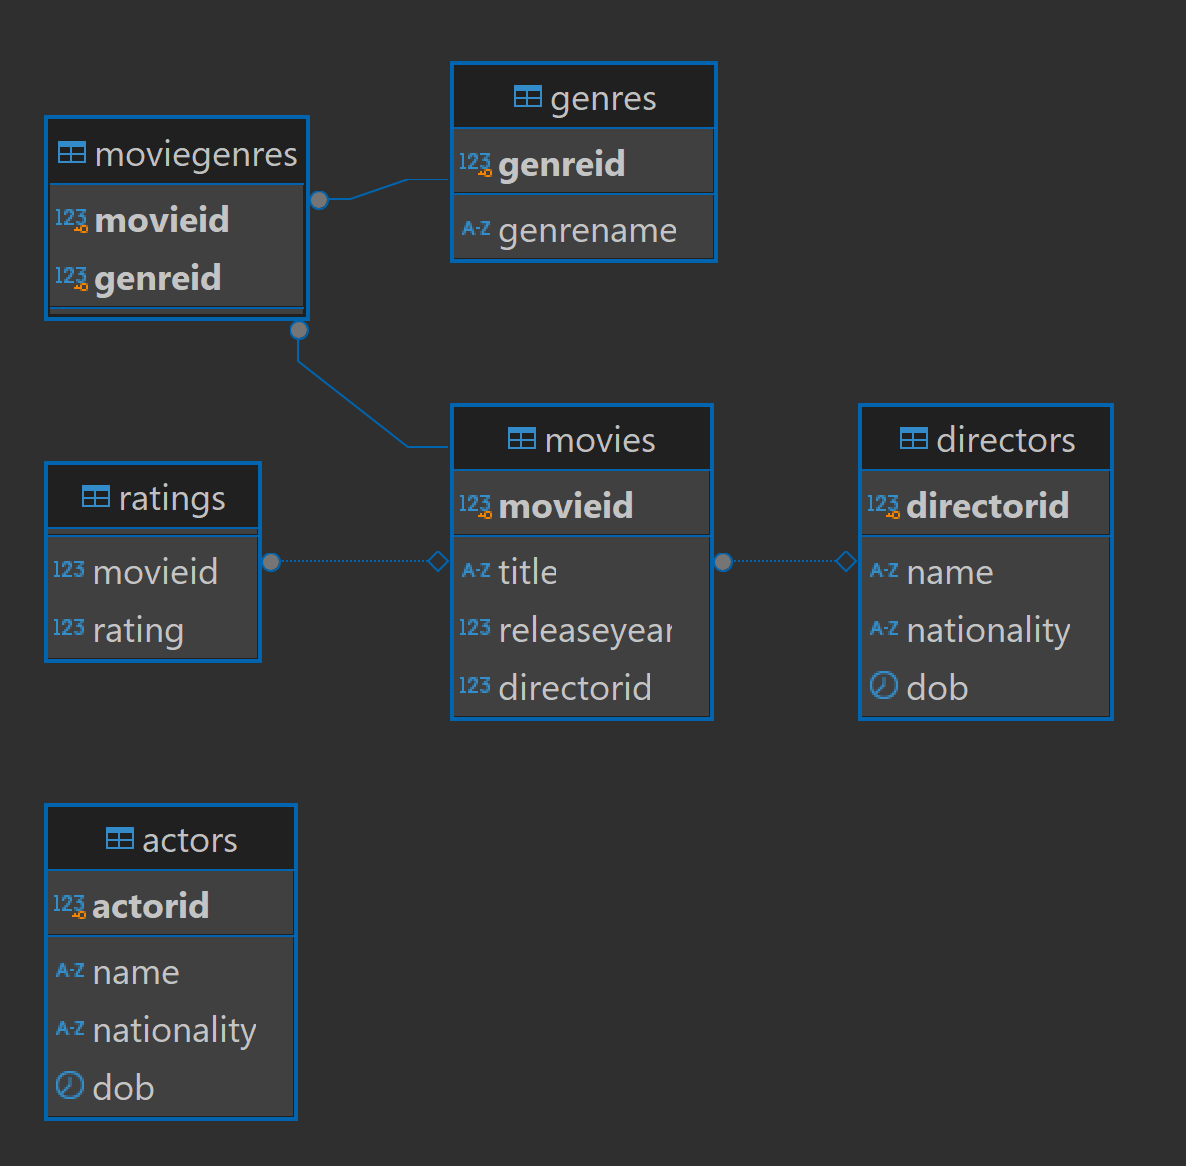 genres
123 genreid
A-Z genrename
moviegenres
123 movieid
123 genreid
movies
123 movieid
A-Z title
123 releaseyear
123 directorid
directors
123 directorid
A-Z name
A-Z nationality
dob
ratings
123 movieid
123 rating
actors
123 actorid
A-Z name
A-Z nationality
dob